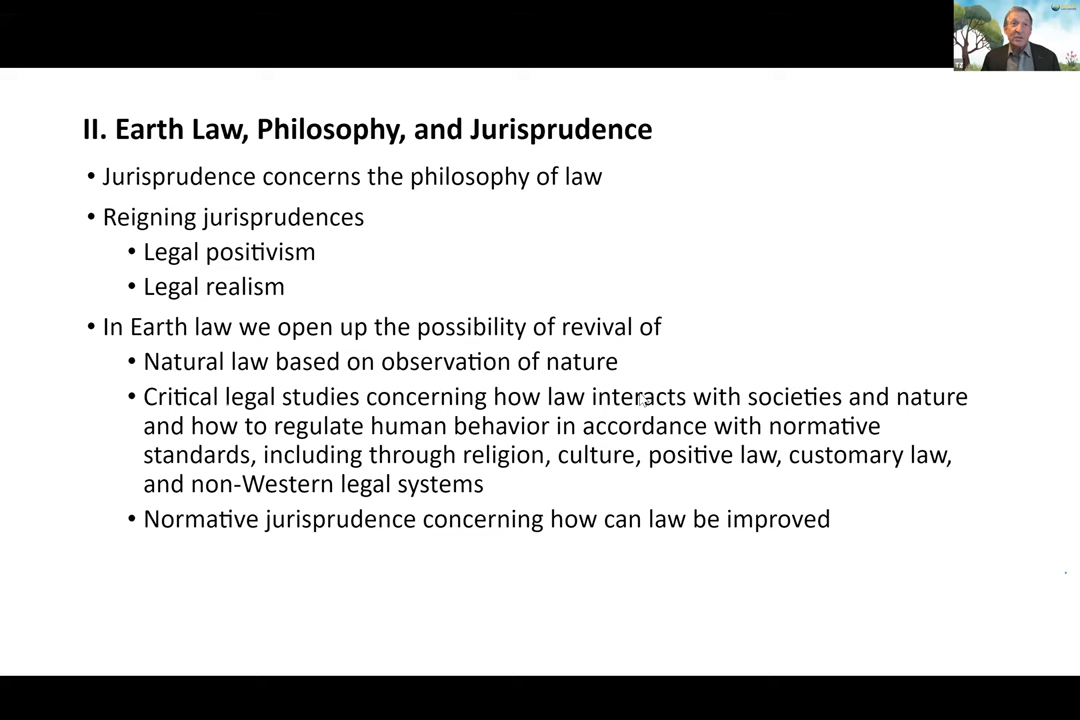 II. Earth Law, Philosophy, and Jurisprudence
• Jurisprudence concerns the philosophy of law
• Reigning jurisprudences
• Legal positivism
• Legal realism
• In Earth law we open up the possibility of revival of
• Natural law based on observation of nature
• Critical legal studies concerning how law interacts with societies and nature
and how to regulate human behavior in accordance with normative
standards, including through religion, culture, positive law, customary law,
and non-Western legal systems
• Normative jurisprudence concerning how can law be improved